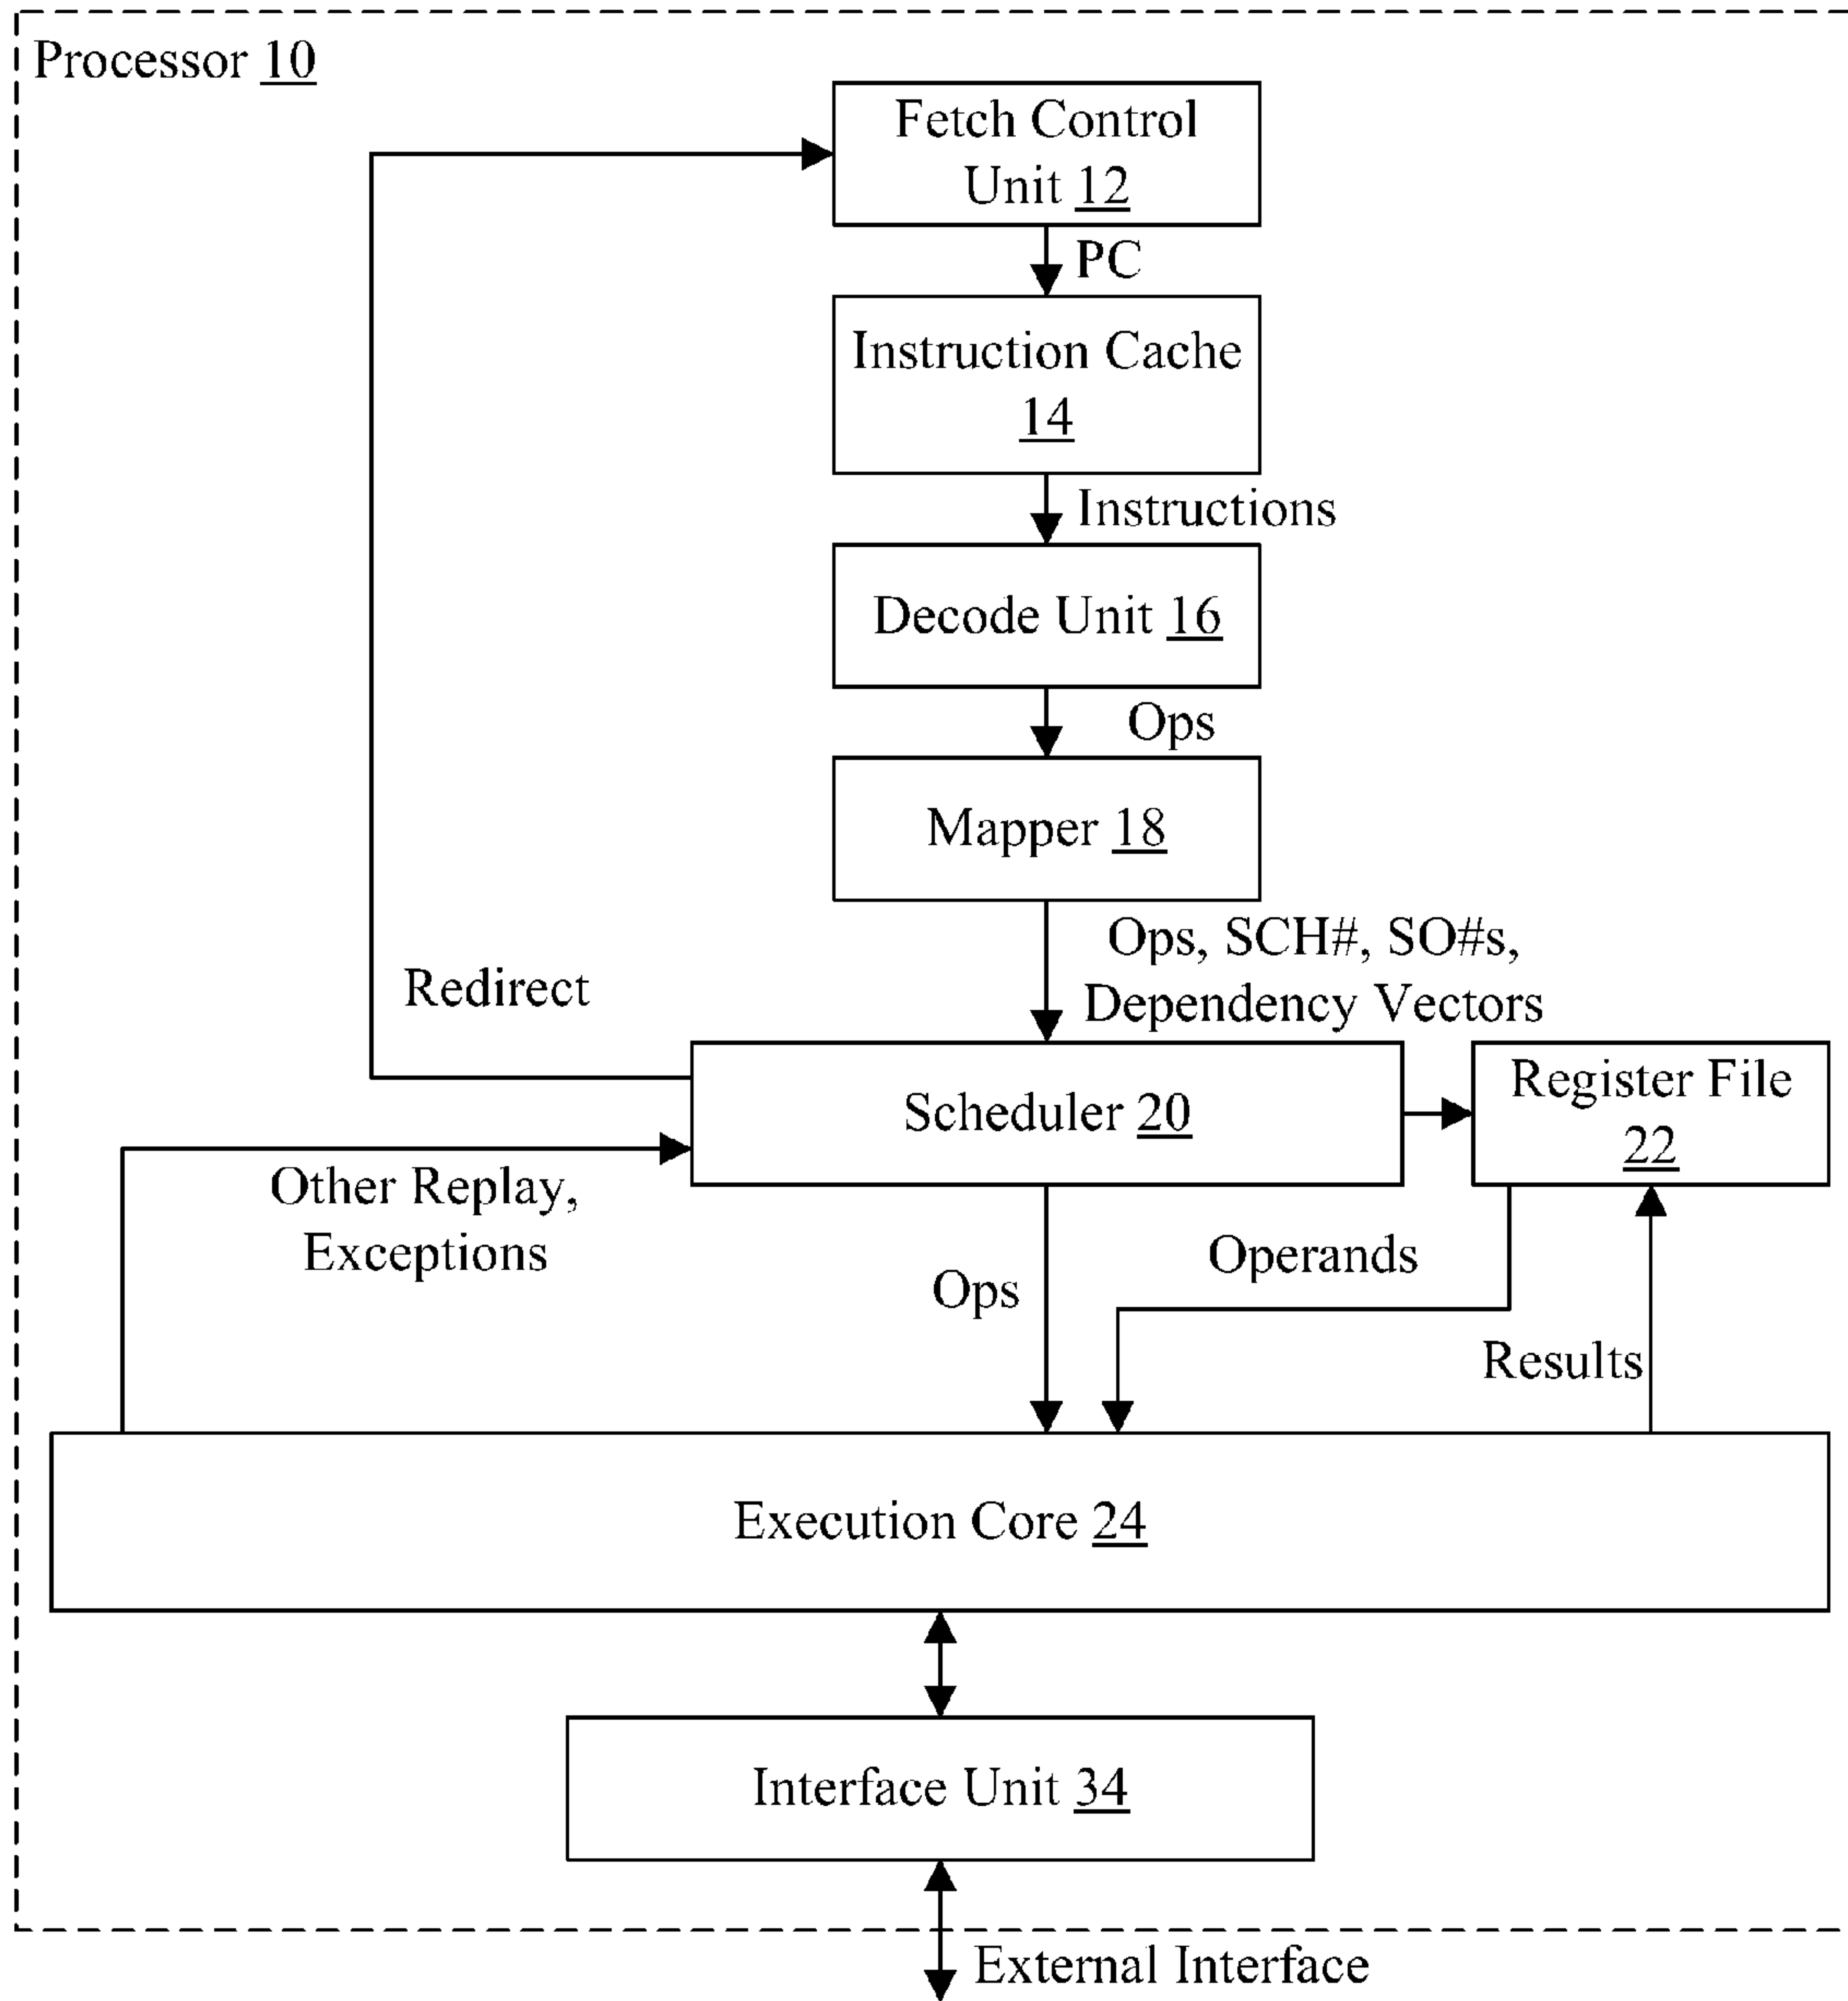 Processor 10
Fetch Control
Unit 12
PC
Instruction Cache
14
Instructions
Decode Unit 16
Ops
Mapper 18
Ops, SCH#, SO#s,
Dependency Vectors
Redirect
Scheduler 20
Register File
22
Other Replay,
Exceptions
Ops
Operands
Results
Execution Core 24
Interface Unit 34
External Interface